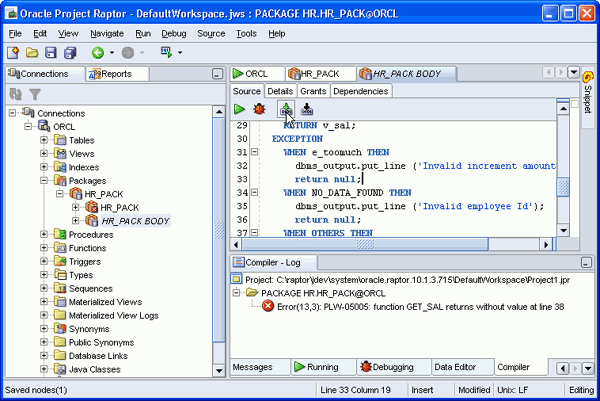 Oracle Project Raptor - DefaultWorkspace.jws : PACKAGE HR.HR_PACK@ORCL
File Edit View Navigate Run Debug Source Tools Help
Connections Reports
Connections
ORCL
Tables
Views
Indexes
Packages
HR_PACK
HR_PACK
HR_PACK BODY
Procedures
Functions
Triggers
Types
Sequences
Materialized Views
Materialized View Logs
Synonyms
Public Synonyms
Database Links
Java Classes
ORCL HR_PACK HR_PACK BODY
Source Details Grants Dependencies
29 RETURN v_sal;
30 EXCEPTION
31 WHEN e_toomuch THEN
32 dbms_output.put_line ('Invalid increment amount
33 return null;
34 WHEN NO_DATA_FOUND THEN
35 dbms_output.put_line ('Invalid employee Id');
36 return null;
37 WHEN OTHERS THEN
Snippet
Compiler - Log
Project: C:\raptor\jdev\system\oracle.raptor.10.1.3.715\DefaultWorkspace\Project1.jpr
PACKAGE HR.HR_PACK@ORCL
Error(13,3): PLW-05005: function GET_SAL returns without value at line 38
Messages Running Debugging Data Editor Compiler
Saved nodes(1) Line 33 Column 19 Insert Modified Unix: LF Editing